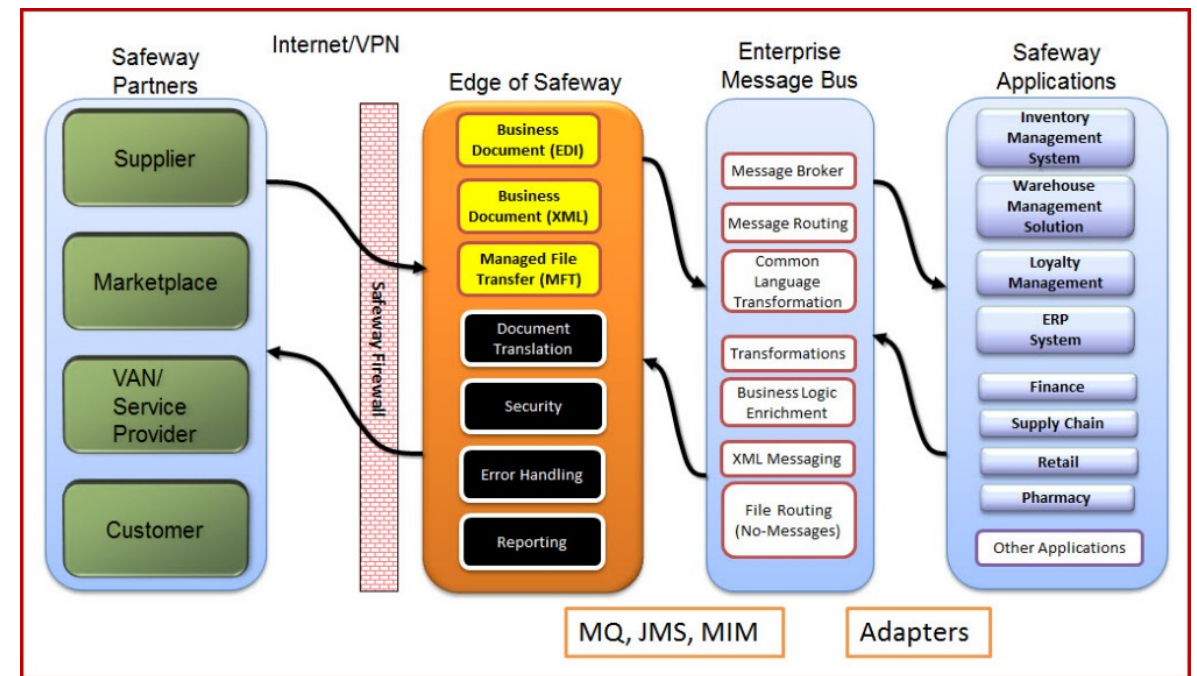 Safeway
Partners
Supplier
Marketplace
VAN/
Service
Provider
Customer
Internet/VPN
Safeway Firewall
Edge of Safeway
Business
Document (EDI)
Business
Document (XML)
Managed File
Transfer (MFT)
Document
Translation
Security
Error Handling
Reporting
Enterprise
Message Bus
Message Broker
Message Routing
Common
Language
Transformation
Transformations
Business Logic
Enrichment
XML Messaging
File Routing
(No-Messages)
Safeway
Applications
Inventory
Management
System
Warehouse
Management
Solution
Loyalty
Management
ERP
System
Finance
Supply Chain
Retail
Pharmacy
Other Applications
MQ, JMS, MIM
Adapters